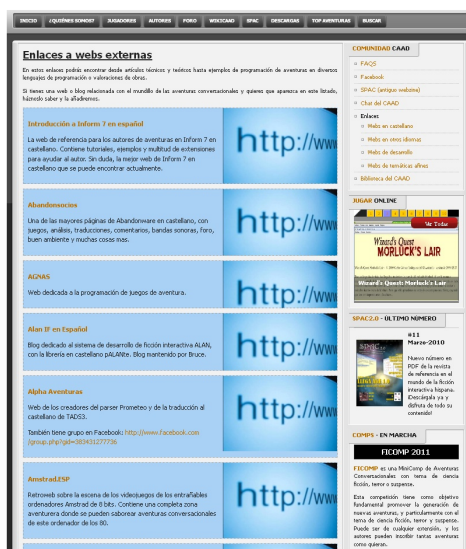 INICIO
¿QUIÉNES SOMOS?
JUGADORES
AUTORES
FORO
WIKICAAD
SPAC
DESCARGAS
TOP AVENTURAS
BUSCAR
Enlaces a webs externas
En estos enlaces podrás encontrar desde artículos técnicos y teóricos hasta ejemplos de programación de aventuras en diversos
lenguajes de programación o valoraciones de obras.
Si tienes una web o blog relacionada con el mundillo de las aventuras conversacionales y quieres que aparezca en este listado,
háznoslo saber y la añadiremos.
Introducción a Inform 7 en español
La web de referencia para los autores de aventuras en Inform 7 en
castellano. Contiene tutoriales, ejemplos y multitud de extensiones
para ayudar al autor. Sin duda, la mejor web de Inform 7 en
castellano que se puede encontrar actualmente.
http://www
Abandonsocios
Una de las mayores páginas de Abandonware en castellano, con
juegos, análisis, traducciones, comentarios, bandas sonoras, foro,
buen ambiente y muchas cosas mas.
http://www
AGNAS
Web dedicada a la programación de juegos de aventura.
http://www
Alan IF en Español
Blog dedicado al sistema de desarrollo de ficción interactiva ALAN,
con la librería en castellano pALANte. Blog mantenido por Bruce.
http://www
Alpha Aventuras
Web de los creadores del parser Prometeo y de la traducción al
castellano de TADS3.
También tiene grupo en Facebook: http://www.facebook.com
/group.php?gid=382431277736
http://www
Amstrad.ESP
Retroweb sobre la escena de los videojuegos de los entrañables
ordenadores Amstrad de 8 bits. Contiene una completa zona
aventurera donde se pueden saborear aventuras conversacionales
de este ordenador de los 80.
http://www
COMUNIDAD CAAD
FAQS
Facebook
SPAC (antiguo webzine)
Chat del CAAD
Enlaces
Webs en castellano
Webs en otros idiomas
Webs de desarrollo
Webs de temáticas afines
Biblioteca del CAAD
JUGAR ONLINE
Ver Todas
Wizard's Quest
MORLUCK'S LAIR
Wizard's Quest: Morluck's Lair
SPAC2.0 - ÚLTIMO NÚMERO
SPAC
#11
Marzo-2010
Nuevo número en
PDF de la revista
de referencia en el
mundo de la ficción
interactiva hispana.
¡Descárgala ya y
disfruta de todo su
contenido!
COMPS - EN MARCHA
FICOMP 2011
FICOMP es una MiniComp de Aventuras
Conversacionales con temas de ciencia
ficción, terror o suspense.
Esta competición tiene como objetivo
fundamental promover la generación de
nuevas aventuras, y particularmente con el
tema de ciencia ficción, terror y suspense.
Puede ser de cualquier extensión, y los
autores pueden inscribir tantas aventuras
como quieran.